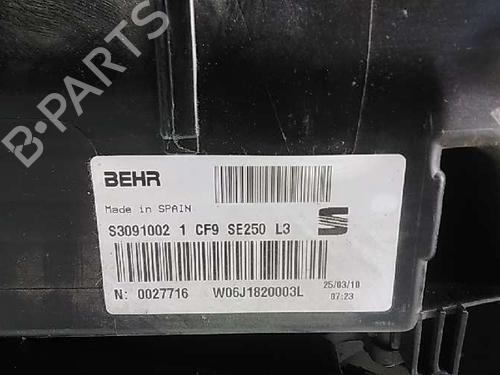 B-PARTS
BEHR
Made in SPAIN
S3091002 1 CF9 SE250 L3
N: 0027716 W06J1820003L
25/03/10
07:23